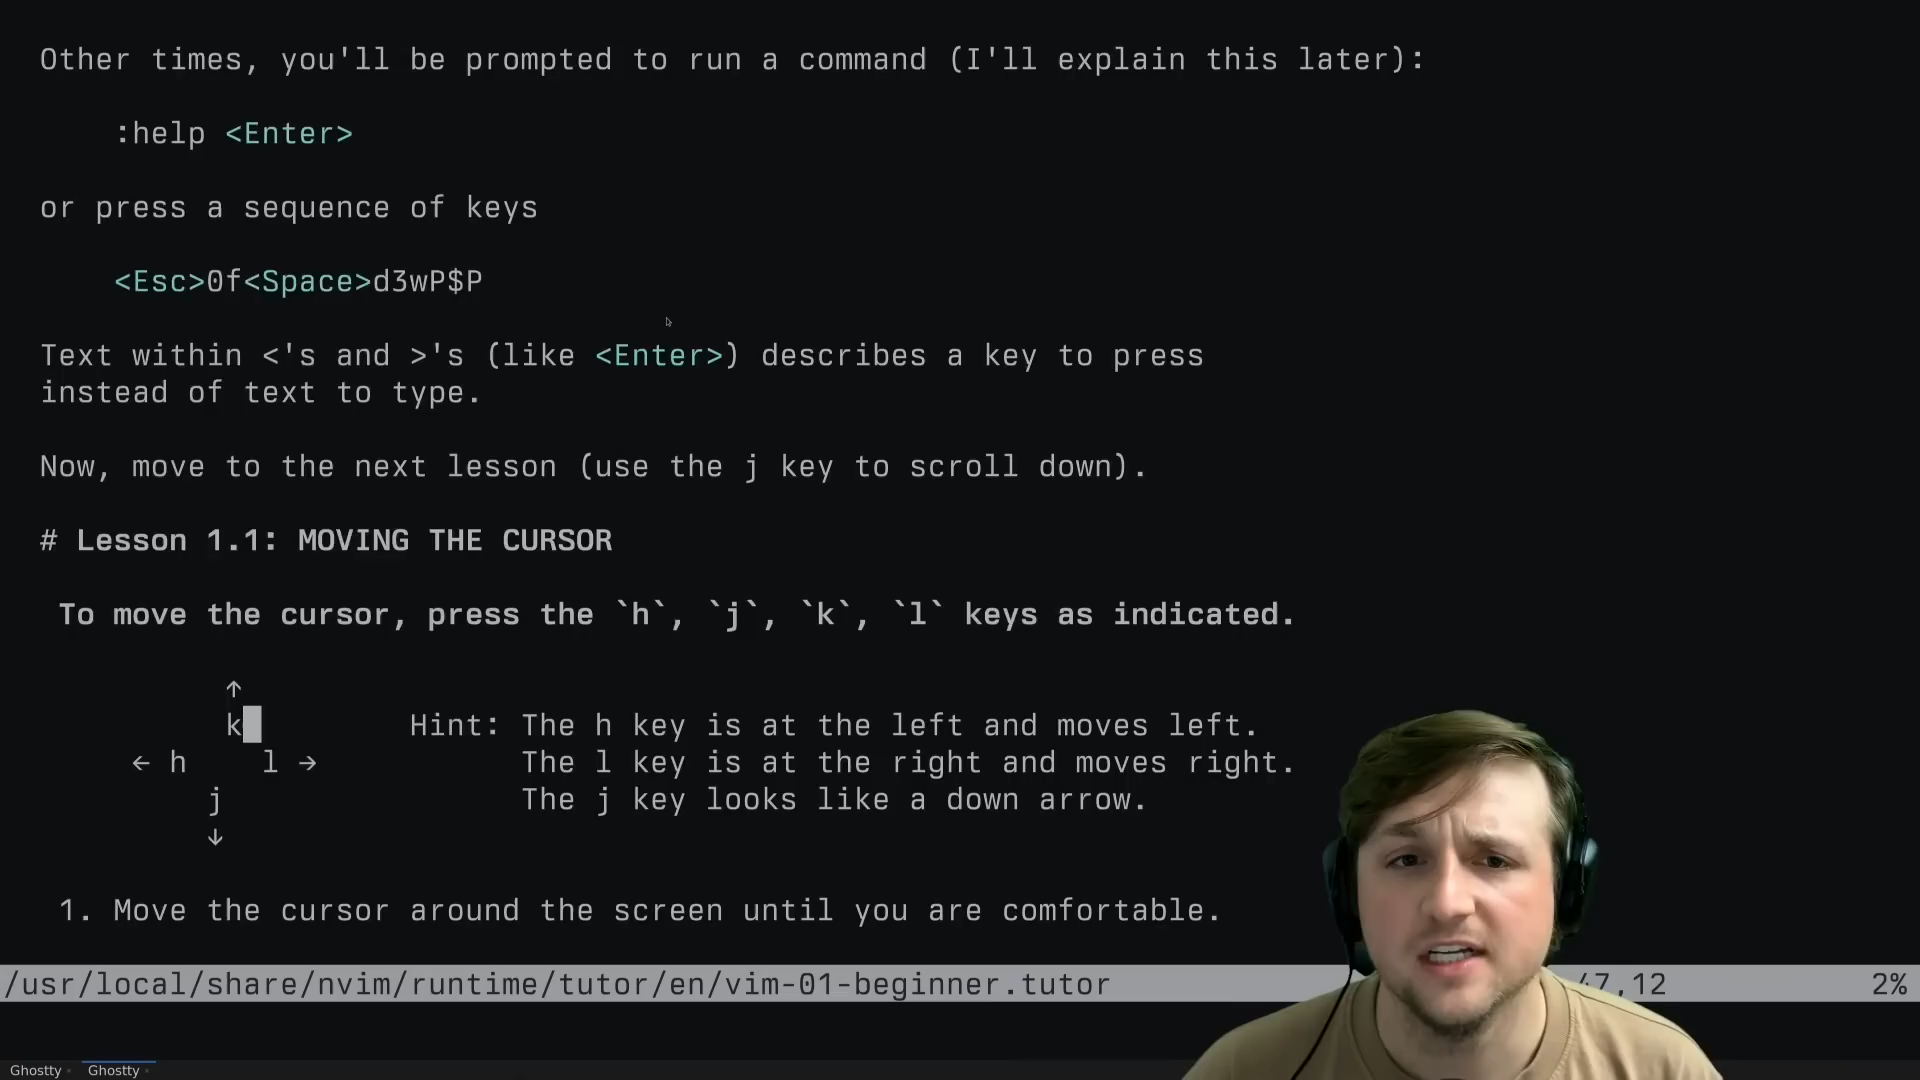 Other times, you'll be prompted to run a command (I'll explain this later):
:help <Enter>
or press a sequence of keys
<Esc>0f<Space>d3wP$P
Text within <'s and >'s (like <Enter>) describes a key to press
instead of text to type.
Now, move to the next lesson (use the j key to scroll down).
# Lesson 1.1: MOVING THE CURSOR
To move the cursor, press the `h`, `j`, `k`, `l` keys as indicated.
↑
k Hint: The h key is at the left and moves left.
← h l → The l key is at the right and moves right.
j The j key looks like a down arrow.
↓
1. Move the cursor around the screen until you are comfortable.
/usr/local/share/nvim/runtime/tutor/en/vim-01-beginner.tutor 47,12 2%
Ghostty Ghostty